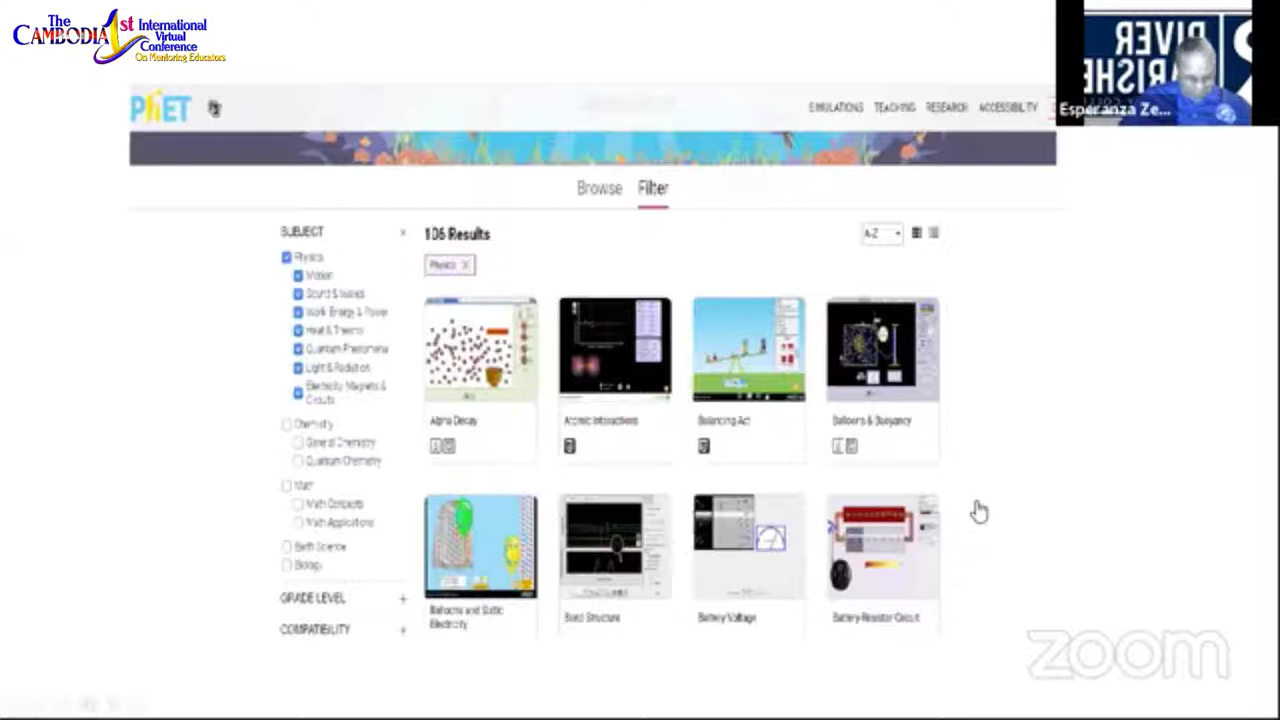 The
CAMBODIA 1st International
Virtual
Conference
On Mentoring Educators
RIVER
PARISHE
Esperanza Ze...
PhET
SIMULATIONS TEACHING RESEARCH ACCESSIBILITY
Browse Filter
SUBJECT ×
106 Results
A-Z
Physics X
Physics
Motion
Sound & Waves
Work, Energy & Power
Heat & Thermo
Quantum Phenomena
Light & Radiation
Electricity, Magnets &
Circuits
Chemistry
General Chemistry
Quantum Chemistry
Math
Math Concepts
Math Applications
Earth Science
Biology
GRADE LEVEL +
COMPATIBILITY +
Alpha Decay
Atomic Interactions
Balancing Act
Balloons & Buoyancy
Balloons and Static
Electricity
Band Structure
Battery Voltage
Battery-Resistor Circuit
zoom